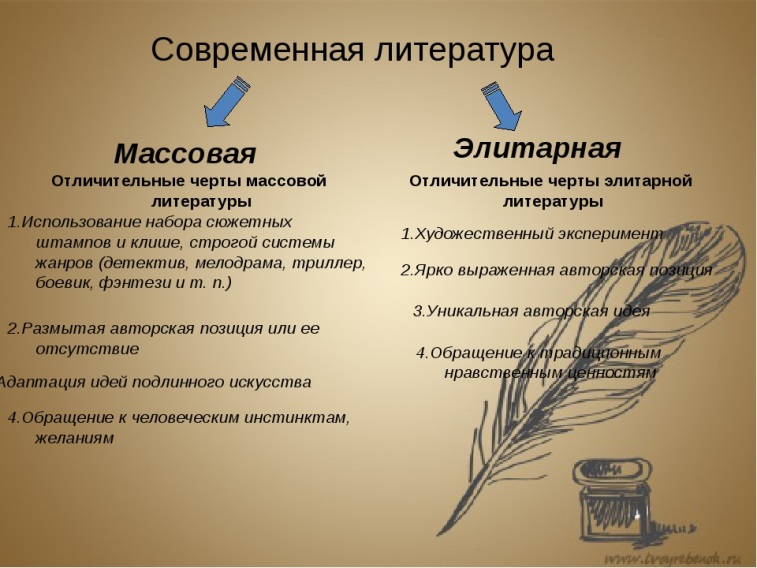 Современная литература
Массовая
Отличительные черты массовой
литературы
1.Использование набора сюжетных
штампов и клише, строгой системы
жанров (детектив, мелодрама, триллер,
боевик, фэнтези и т. п.)
2.Размытая авторская позиция или ее
отсутствие
Адаптация идей подлинного искусства
4.Обращение к человеческим инстинктам,
желаниям
Элитарная
Отличительные черты элитарной
литературы
1.Художественный эксперимент
2.Ярко выраженная авторская позиция
3.Уникальная авторская идея
4.Обращение к традиционным
нравственным ценностям
www.tvoyrebenok.ru